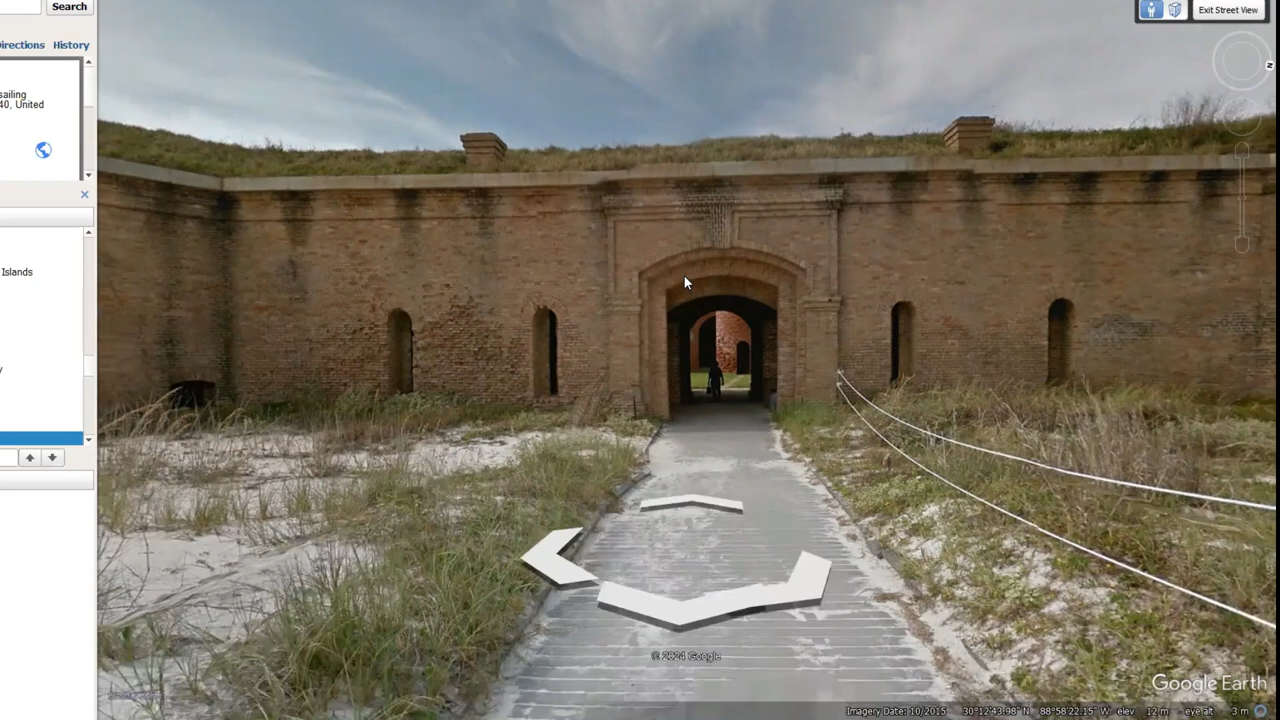 Search
Exit Street View
irections History
N
sailing
40, United
Islands
y
© 2024 Google
Google Earth
Imagery Date: 10/2015 30°12'43.98" N 88°58'22.15" W elev 12 m eye alt 3 m